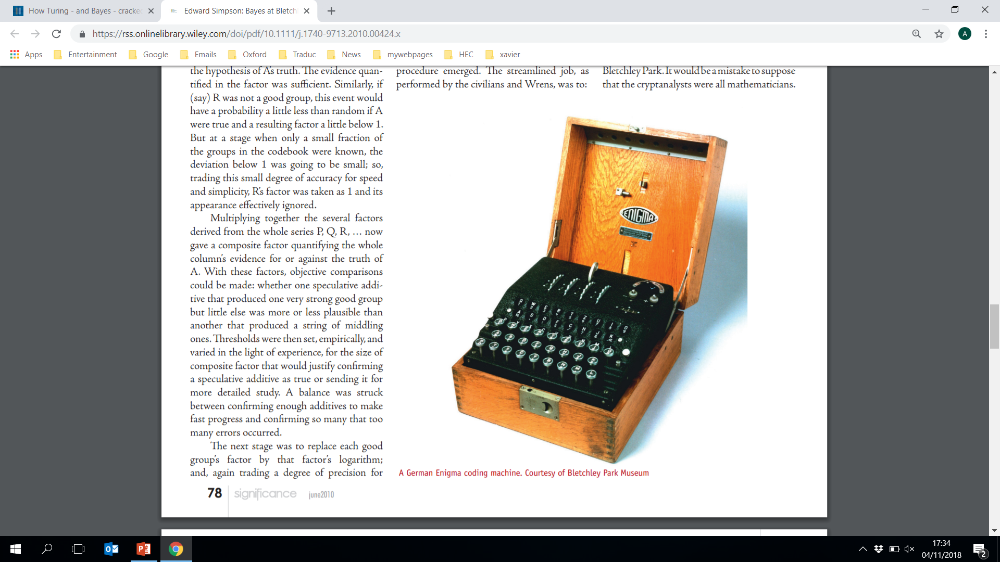 How Turing - and Bayes - cracke
Edward Simpson: Bayes at Bletch
https://rss.onlinelibrary.wiley.com/doi/pdf/10.1111/j.1740-9713.2010.00424.x
A
Apps
Entertainment
Google
Emails
Oxford
Traduc
News
mywebpages
HEC
xavier
the hypothesis of A's truth. The evidence quan-
tified in the factor was sufficient. Similarly, if
(say) R was not a good group, this event would
have a probability a little less than random if A
were true and a resulting factor a little below 1.
But at a stage when only a small fraction of
the groups in the codebook were known, the
deviation below 1 was going to be small; so,
trading this small degree of accuracy for speed
and simplicity, R's factor was taken as 1 and its
appearance effectively ignored.
Multiplying together the several factors
derived from the whole series P, Q, R, … now
gave a composite factor quantifying the whole
column's evidence for or against the truth of
A. With these factors, objective comparisons
could be made: whether one speculative addi-
tive that produced one very strong good group
but little else was more or less plausible than
another that produced a string of middling
ones. Thresholds were then set, empirically, and
varied in the light of experience, for the size of
composite factor that would justify confirming
a speculative additive as true or sending it for
more detailed study. A balance was struck
between confirming enough additives to make
fast progress and confirming so many that too
many errors occurred.
The next stage was to replace each good
group's factor by that factor's logarithm;
and, again trading a degree of precision for
procedure emerged. The streamlined job, as
performed by the civilians and Wrens, was to:
Bletchley Park. It would be a mistake to suppose
that the cryptanalysts were all mathematicians.
ENIGMA
A German Enigma coding machine. Courtesy of Bletchley Park Museum
78
significance
june2010
17:34
04/11/2018
2